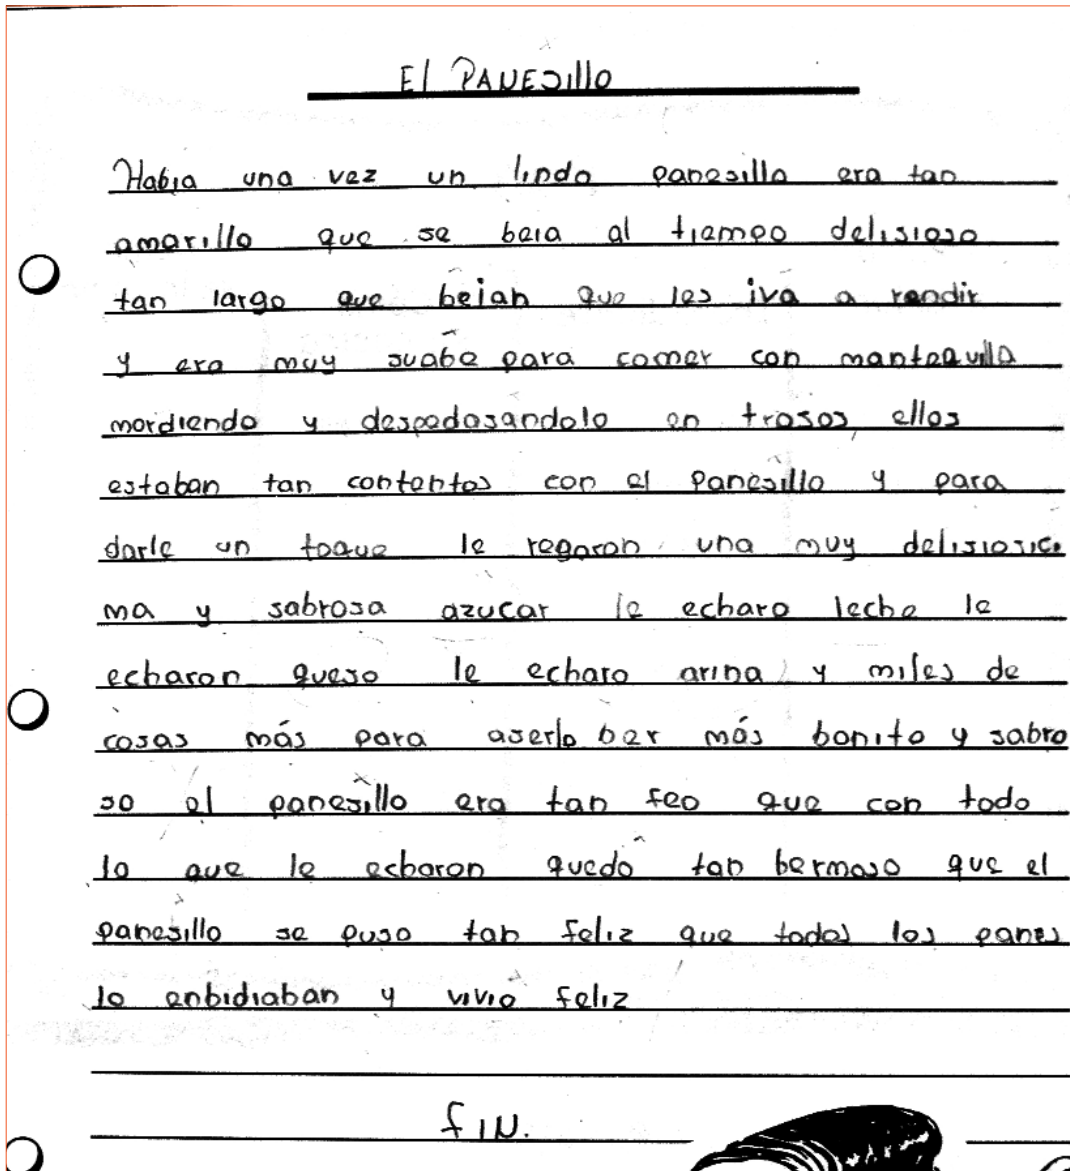 El PANESillo
Habia una vez un lindo panesillo era tan
amarillo que se beia al tiempo delisioso
tan largo que beian que les iva a rendir
y era muy suabe para comer con mantequilla
mordiendo y despedasandolo en trosos, ellos
estaban tan contentos con el panesillo y para
darle un toque le regaron una muy delisiosici
ma y sabrosa azucar le echaro leche le
echaron queso le echaro arina y miles de
cosas más para aserlo ber más bonito y sabro
so el panesillo era tan feo que con todo
lo que le echaron quedó tan hermoso que el
panesillo se puso tan feliz que todos los panes
lo enbidiaban y vivio feliz
fIN.